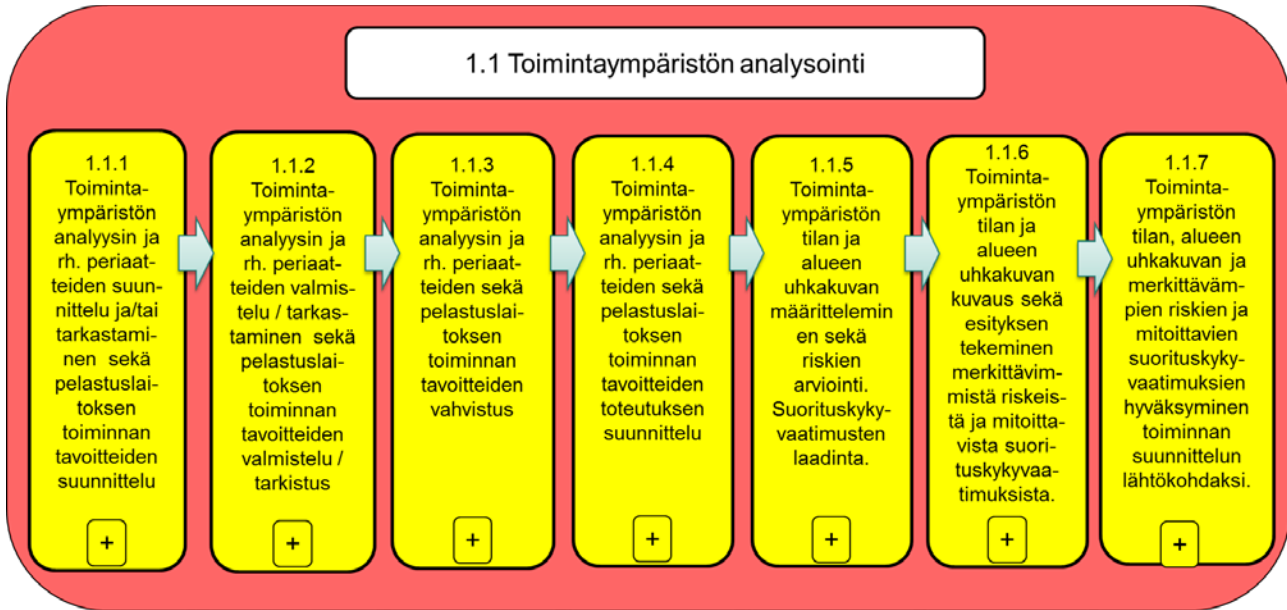 1.1 Toimintaympäristön analysointi
1.1.1
Toiminta-
ympäristön
analyysin ja
rh. periaat-
teiden suun-
nittelu ja/tai
tarkastami-
nen sekä
pelastuslai-
toksen
toiminnan
tavoitteiden
suunnittelu
+
1.1.2
Toiminta-
ympäristön
analyysin ja
rh. periaat-
teiden valmis-
telu / tarkas-
taminen sekä
pelastuslai-
toksen
toiminnan
tavoitteiden
valmistelu /
tarkistus
+
1.1.3
Toiminta-
ympäristön
analyysin ja
rh. periaat-
teiden sekä
pelastuslai-
toksen
toiminnan
tavoitteiden
vahvistus
+
1.1.4
Toiminta-
ympäristön
analyysin ja
rh. periaat-
teiden sekä
pelastuslai-
toksen
toiminnan
tavoitteiden
toteutuksen
suunnittelu
+
1.1.5
Toiminta-
ympäristön
tilan ja
alueen
uhkakuvan
määrittelemin
en sekä
riskien
arviointi.
Suorituskyky-
vaatimusten
laadinta.
+
1.1.6
Toiminta-
ympäristön
tilan ja
alueen
uhkakuvan
kuvaus sekä
esityksen
tekeminen
merkittävim-
mistä riskeis-
tä ja mitoitta-
vista suori-
tuskykyvaa-
timuksista.
+
1.1.7
Toiminta-
ympäristön
tilan, alueen
uhkakuvan ja
merkittäväm-
pien riskien ja
mitoittavien
suorituskyky-
vaatimuksien
hyväksyminen
toiminnan
suunnittelun
lähtökohdaksi.
+